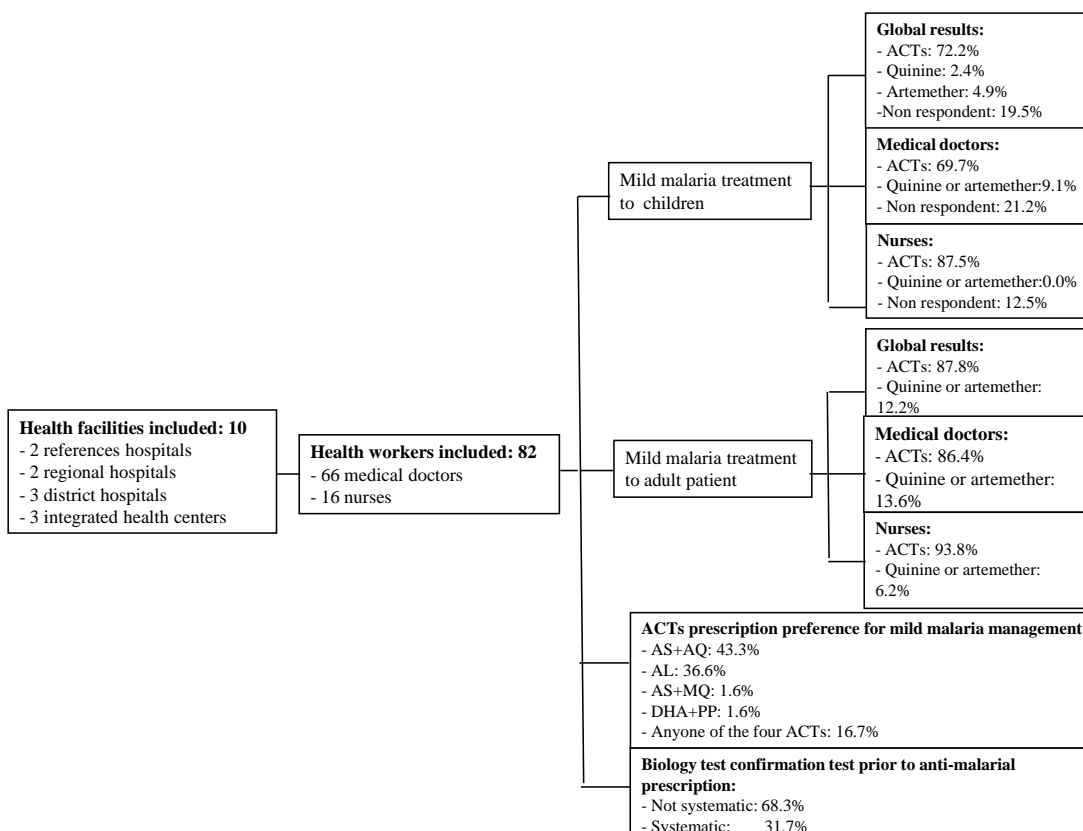 Health facilities included: 10
- 2 references hospitals
- 2 regional hospitals
- 3 district hospitals
- 3 integrated health centers
Health workers included: 82
- 66 medical doctors
- 16 nurses
Mild malaria treatment
to children
Global results:
- ACTs: 72.2%
- Quinine: 2.4%
- Artemether: 4.9%
-Non respondent: 19.5%
Medical doctors:
- ACTs: 69.7%
- Quinine or artemether:9.1%
- Non respondent: 21.2%
Nurses:
- ACTs: 87.5%
- Quinine or artemether:0.0%
- Non respondent: 12.5%
Mild malaria treatment
to adult patient
Global results:
- ACTs: 87.8%
- Quinine or artemether:
12.2%
Medical doctors:
- ACTs: 86.4%
- Quinine or artemether:
13.6%
Nurses:
- ACTs: 93.8%
- Quinine or artemether:
6.2%
ACTs prescription preference for mild malaria management
- AS+AQ: 43.3%
- AL: 36.6%
- AS+MQ: 1.6%
- DHA+PP: 1.6%
- Anyone of the four ACTs: 16.7%
Biology test confirmation test prior to anti-malarial
prescription:
- Not systematic: 68.3%
- Systematic: 31.7%